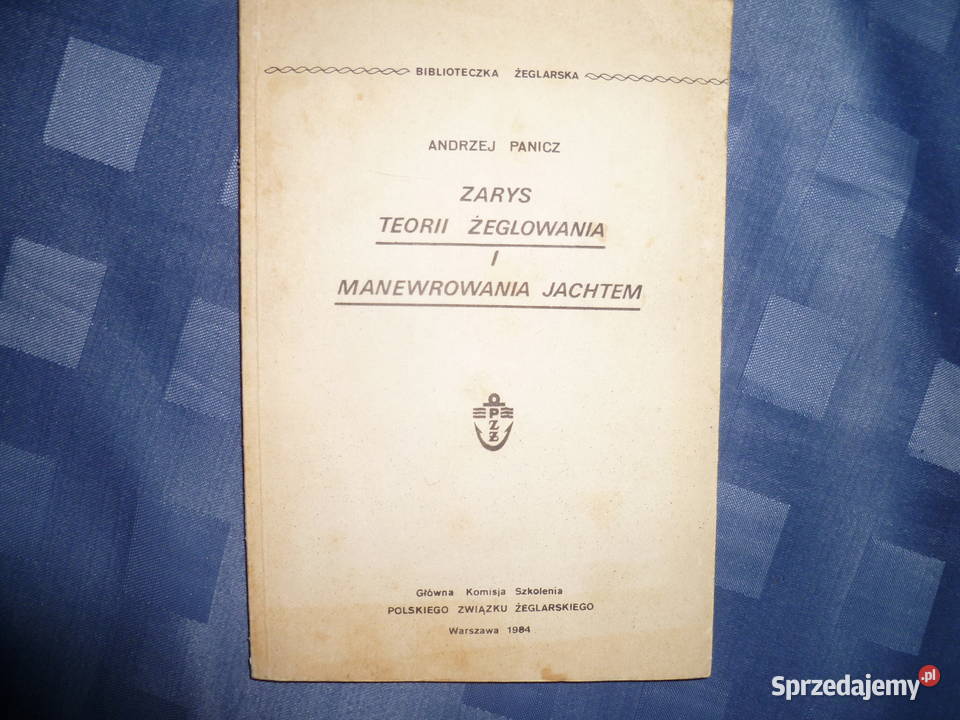 BIBLIOTECZKA ŻEGLARSKA
ANDRZEJ PANICZ
ZARYS
TEORII ŻEGLOWANIA
I
MANEWROWANIA JACHTEM
PZŻ
Główna Komisja Szkolenia
POLSKIEGO ZWIĄZKU ŻEGLARSKIEGO
Warszawa 1984
Sprzedajemy.pl